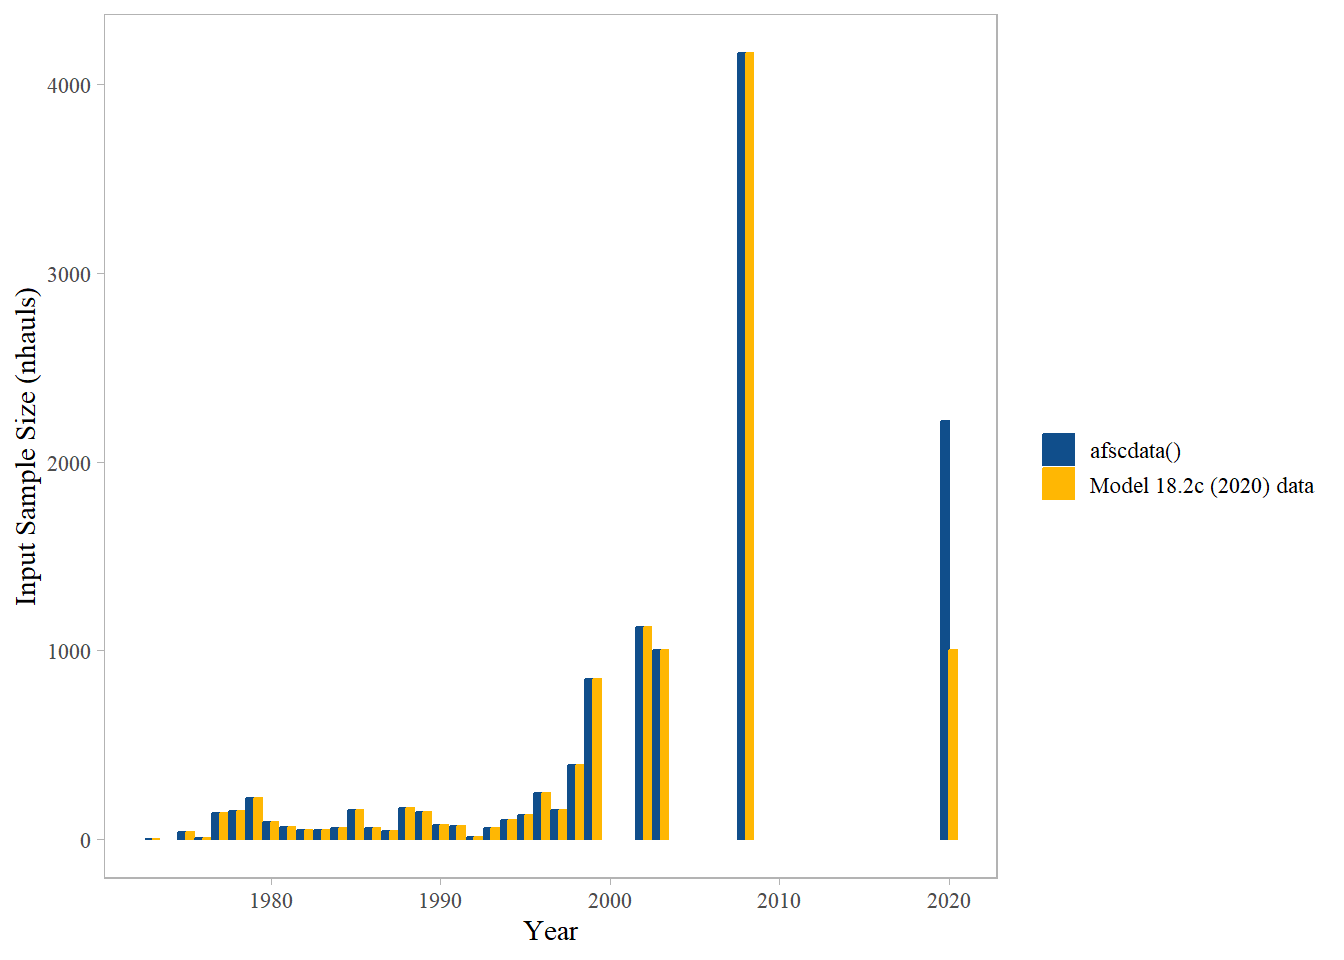 4000
3000
2000
1000
0
Input Sample Size (nhauls)
1980
1990
2000
2010
2020
Year
afscdata()
Model 18.2c (2020) data